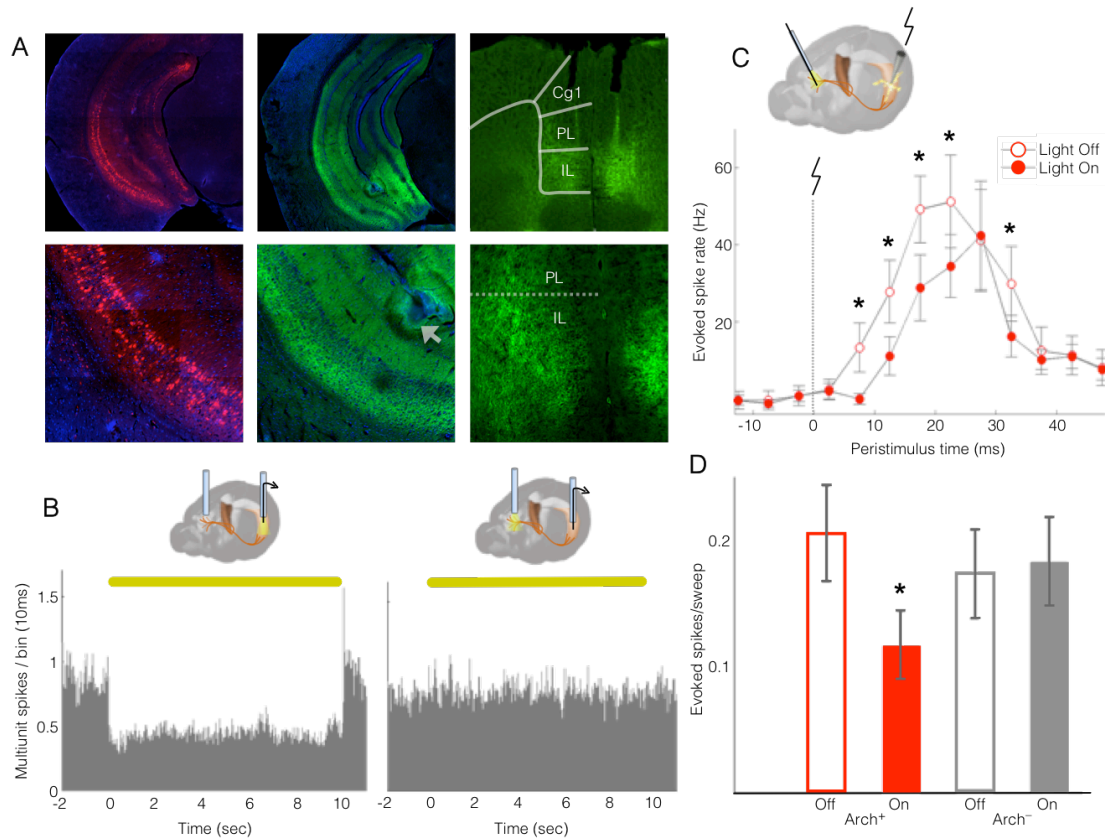 A
Cg1
PL
IL
PL
IL
B
Multiunit spikes / bin (10ms)
1.5
1
0.5
0
-2 0 2 4 6 8 10
Time (sec)
-2 0 2 4 6 8 10
Time (sec)
C
Light Off
Light On
Evoked spike rate (Hz)
60
40
20
* * * * *
-10 0 10 20 30 40
Peristimulus time (ms)
D
Evoked spikes/sweep
0.2
0.1
*
Off On Off On
Arch+ Arch–